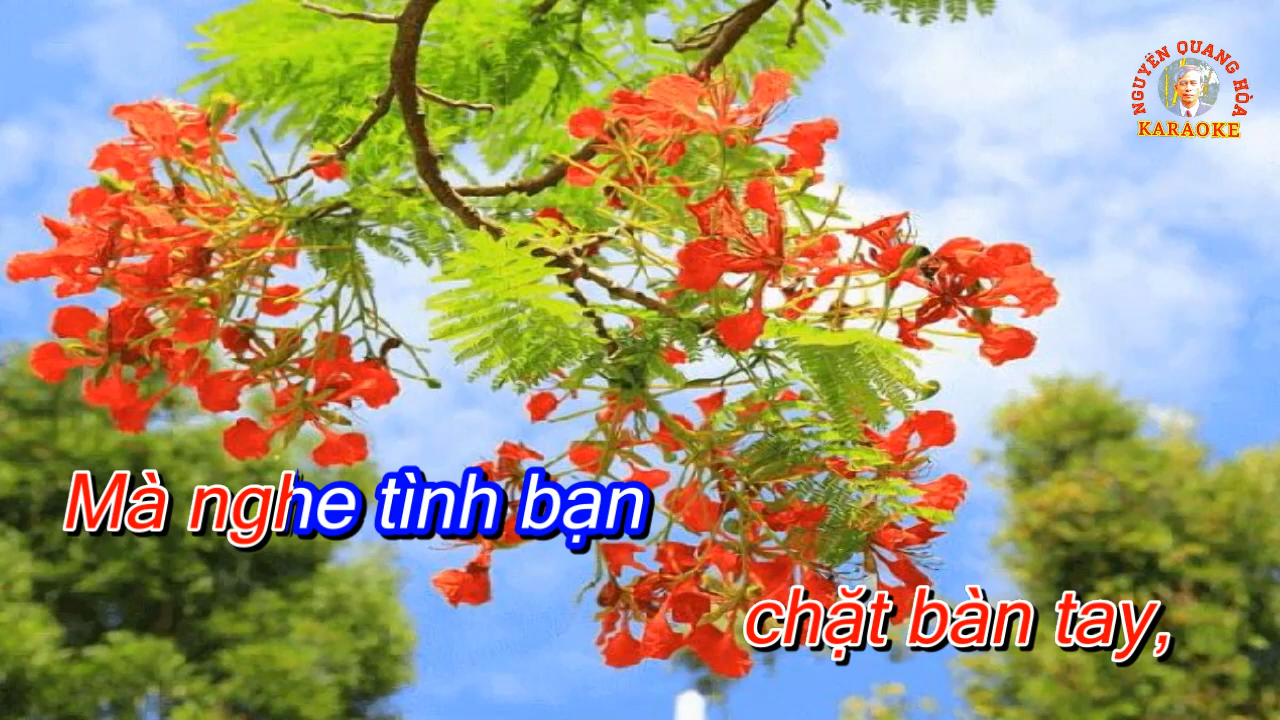 NGUYỄN QUANG HÒA
KARAOKE
Mà nghe tình bạn
chặt bàn tay,